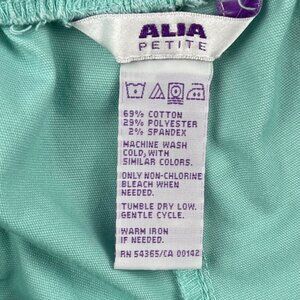 ALIA
PETITE
69% COTTON
29% POLYESTER
2% SPANDEX
MACHINE WASH
COLD, WITH
SIMILAR COLORS.
ONLY NON-CHLORINE
BLEACH WHEN
NEEDED.
TUMBLE DRY LOW.
GENTLE CYCLE.
WARM IRON
IF NEEDED.
RN 54365/CA 00142